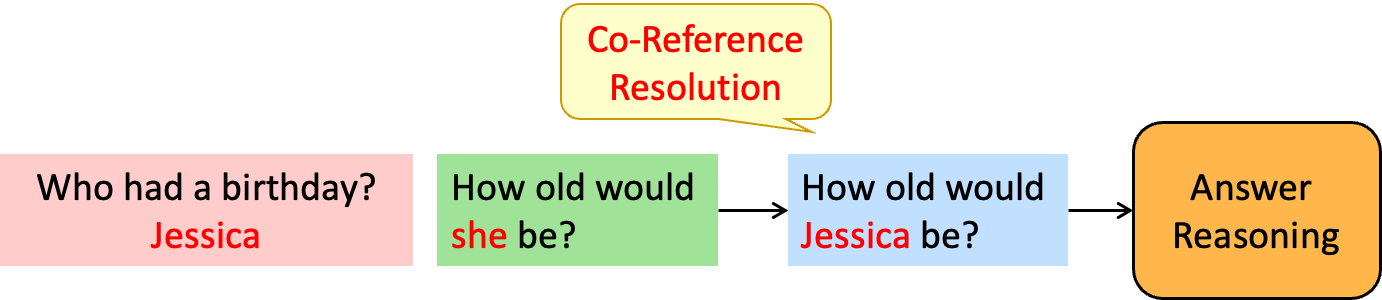 Co-Reference
Resolution
Who had a birthday?
Jessica
How old would
she be?
How old would
Jessica be?
Answer
Reasoning